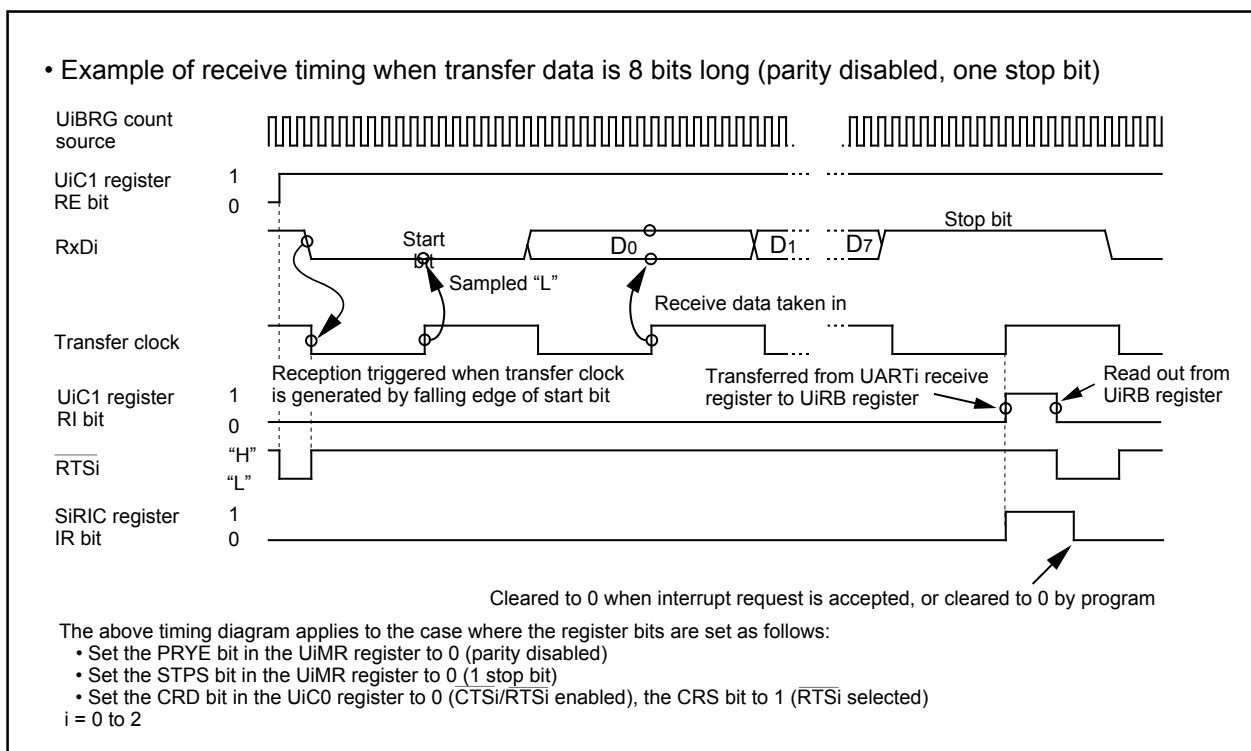 • Example of receive timing when transfer data is 8 bits long (parity disabled, one stop bit)
UiBRG count
source
UiC1 register
RE bit
1
0
RxDi
Start
bit
D0
D1
D7
Stop bit
Sampled “L”
Receive data taken in
Transfer clock
Reception triggered when transfer clock
is generated by falling edge of start bit
Transferred from UARTi receive
register to UiRB register
Read out from
UiRB register
UiC1 register
RI bit
1
0
RTSi
“H”
“L”
SiRIC register
IR bit
1
0
Cleared to 0 when interrupt request is accepted, or cleared to 0 by program
The above timing diagram applies to the case where the register bits are set as follows:
• Set the PRYE bit in the UiMR register to 0 (parity disabled)
• Set the STPS bit in the UiMR register to 0 (1 stop bit)
• Set the CRD bit in the UiC0 register to 0 (CTSi/RTSi enabled), the CRS bit to 1 (RTSi selected)
i = 0 to 2